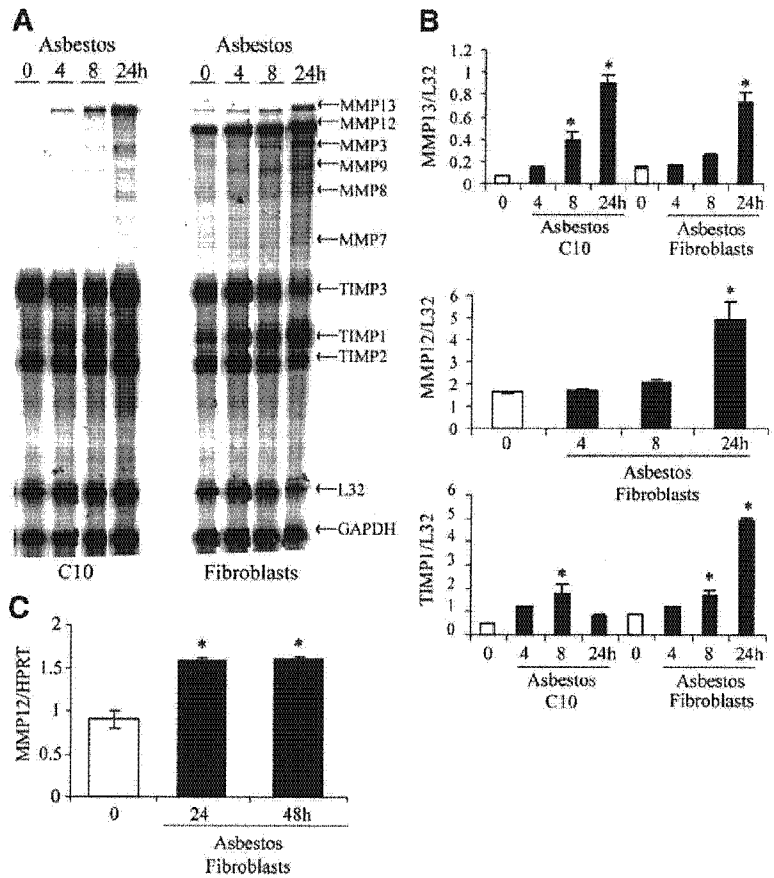 A
Asbestos
Asbestos
0 4 8 24h
0 4 8 24h
←MMP13
←MMP12
←MMP3
←MMP9
←MMP8
←MMP7
←TIMP3
←TIMP1
←TIMP2
←L32
←GAPDH
C10
Fibroblasts
B
MMP13/L32
1.2
1
0.8
0.6
0.4
0.2
0
* * *
0 4 8 24h 0 4 8 24h
Asbestos
C10
Asbestos
Fibroblasts
MMP12/L32
6
5
4
3
2
1
0
*
0 4 8 24h
Asbestos
Fibroblasts
TIMP1/L32
6
5
4
3
2
1
0
* * *
0 4 8 24h 0 4 8 24h
Asbestos
C10
Asbestos
Fibroblasts
C
MMP12/HPRT
2
1.5
1
0.5
0
* *
0 24 48h
Asbestos
Fibroblasts